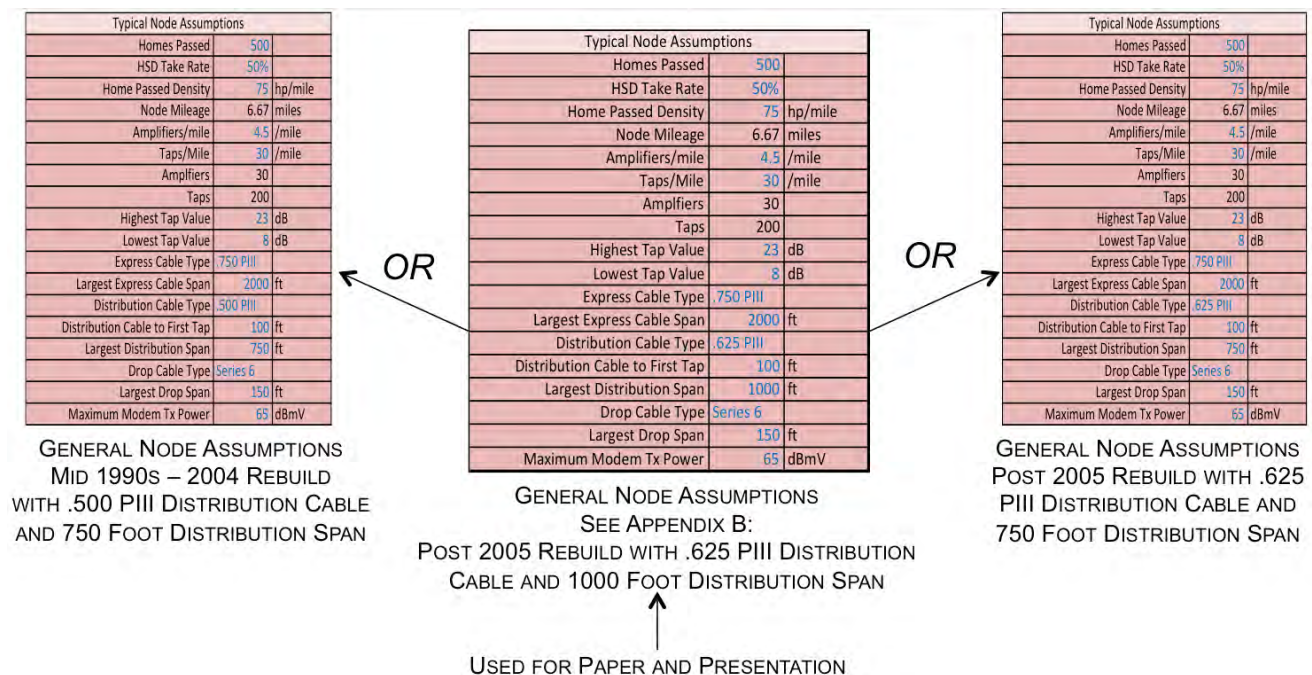 Typical Node Assumptions
Homes Passed 500
HSD Take Rate 50%
Home Passed Density 75 hp/mile
Node Mileage 6.67 miles
Amplifiers/mile 4.5 /mile
Taps/Mile 30 /mile
Amplfiers 30
Taps 200
Highest Tap Value 23 dB
Lowest Tap Value 8 dB
Express Cable Type .750 PIII
Largest Express Cable Span 2000 ft
Distribution Cable Type .500 PIII
Distribution Cable to First Tap 100 ft
Largest Distribution Span 750 ft
Drop Cable Type Series 6
Largest Drop Span 150 ft
Maximum Modem Tx Power 65 dBmV
GENERAL NODE ASSUMPTIONS
MID 1990S – 2004 REBUILD
WITH .500 PIII DISTRIBUTION CABLE
AND 750 FOOT DISTRIBUTION SPAN
OR
Typical Node Assumptions
Homes Passed 500
HSD Take Rate 50%
Home Passed Density 75 hp/mile
Node Mileage 6.67 miles
Amplifiers/mile 4.5 /mile
Taps/Mile 30 /mile
Amplfiers 30
Taps 200
Highest Tap Value 23 dB
Lowest Tap Value 8 dB
Express Cable Type .750 PIII
Largest Express Cable Span 2000 ft
Distribution Cable Type .625 PIII
Distribution Cable to First Tap 100 ft
Largest Distribution Span 1000 ft
Drop Cable Type Series 6
Largest Drop Span 150 ft
Maximum Modem Tx Power 65 dBmV
GENERAL NODE ASSUMPTIONS
SEE APPENDIX B:
POST 2005 REBUILD WITH .625 PIII DISTRIBUTION
CABLE AND 1000 FOOT DISTRIBUTION SPAN
USED FOR PAPER AND PRESENTATION
OR
Typical Node Assumptions
Homes Passed 500
HSD Take Rate 50%
Home Passed Density 75 hp/mile
Node Mileage 6.67 miles
Amplifiers/mile 4.5 /mile
Taps/Mile 30 /mile
Amplfiers 30
Taps 200
Highest Tap Value 23 dB
Lowest Tap Value 8 dB
Express Cable Type .750 PIII
Largest Express Cable Span 2000 ft
Distribution Cable Type .625 PIII
Distribution Cable to First Tap 100 ft
Largest Distribution Span 750 ft
Drop Cable Type Series 6
Largest Drop Span 150 ft
Maximum Modem Tx Power 65 dBmV
GENERAL NODE ASSUMPTIONS
POST 2005 REBUILD WITH .625
PIII DISTRIBUTION CABLE AND
750 FOOT DISTRIBUTION SPAN